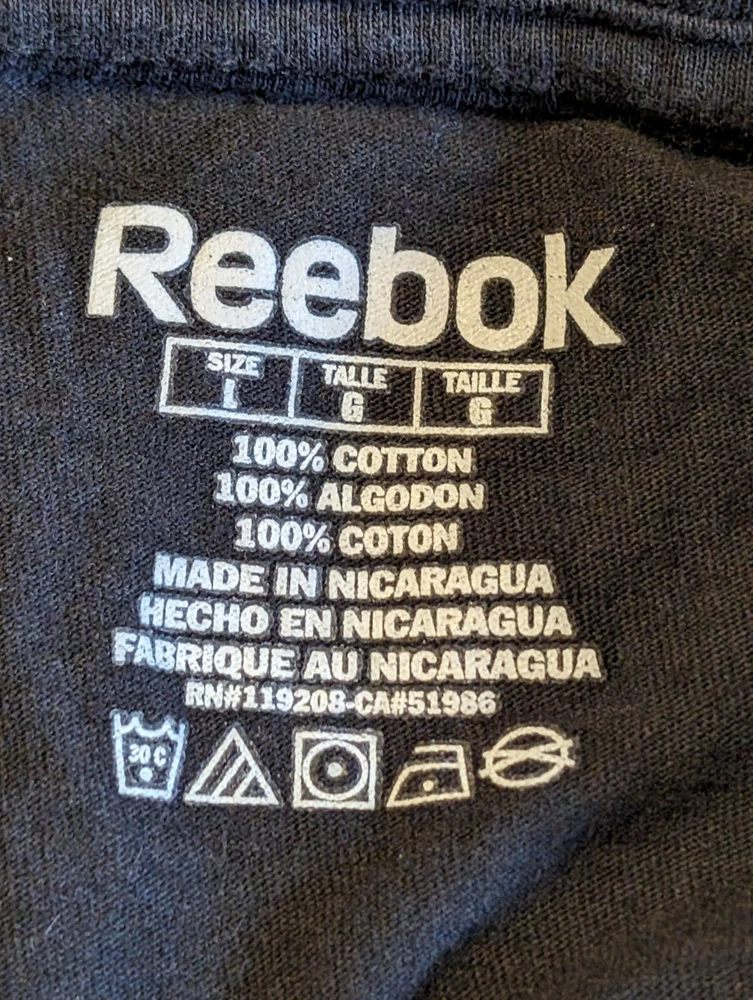 Reebok
SIZE TALLE TAILLE
L G G
100% COTTON
100% ALGODON
100% COTON
MADE IN NICARAGUA
HECHO EN NICARAGUA
FABRIQUE AU NICARAGUA
RN#119208-CA#51986
30 C